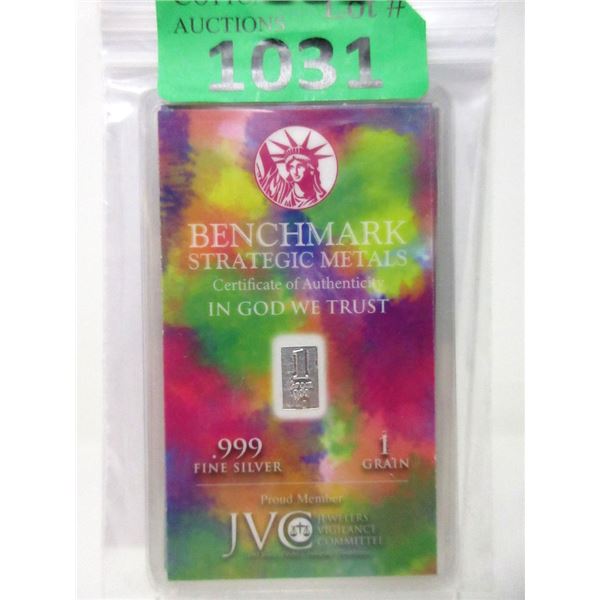 AUCTIONS Lot #
1031
BENCHMARK
STRATEGIC METALS
Certificate of Authenticity
IN GOD WE TRUST
1
.999 1
FINE SILVER GRAIN
Proud Member
JVC JEWELERS
VIGILANCE
COMMITTEE